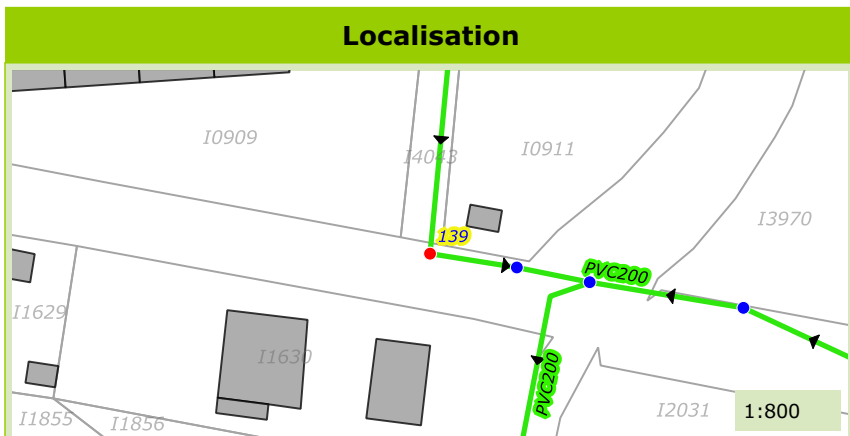 Localisation
I0909
I4043
I0911
I3970
139
PVC200
I1629
I1630
PVC200
I1855
I1856
I2031
1:800